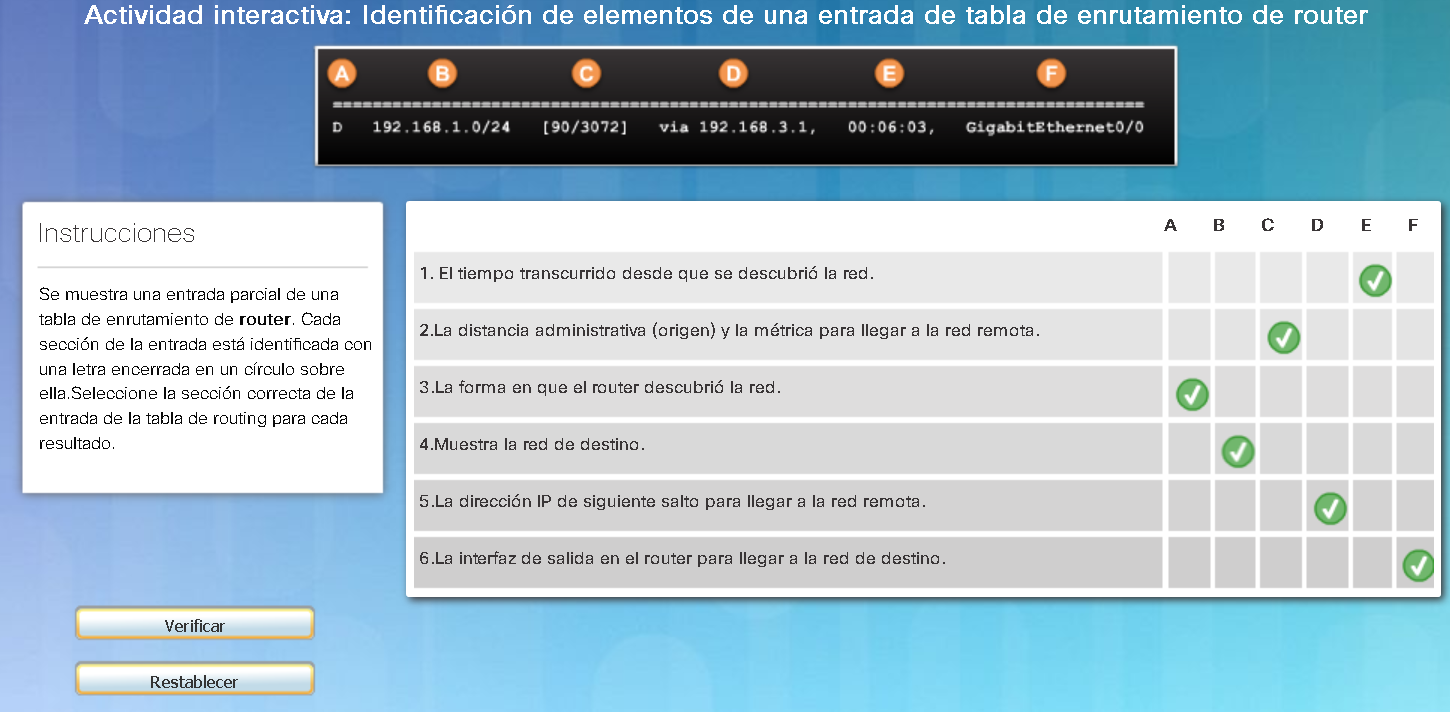 Actividad interactiva: Identificación de elementos de una entrada de tabla de enrutamiento de router
A B C D E F
================================================================================
D 192.168.1.0/24 [90/3072] via 192.168.3.1, 00:06:03, GigabitEthernet0/0
Instrucciones
Se muestra una entrada parcial de una
tabla de enrutamiento de router. Cada
sección de la entrada está identificada con
una letra encerrada en un círculo sobre
ella.Seleccione la sección correcta de la
entrada de la tabla de routing para cada
resultado.
A B C D E F
1. El tiempo transcurrido desde que se descubrió la red.
2.La distancia administrativa (origen) y la métrica para llegar a la red remota.
3.La forma en que el router descubrió la red.
4.Muestra la red de destino.
5.La dirección IP de siguiente salto para llegar a la red remota.
6.La interfaz de salida en el router para llegar a la red de destino.
Verificar
Restablecer